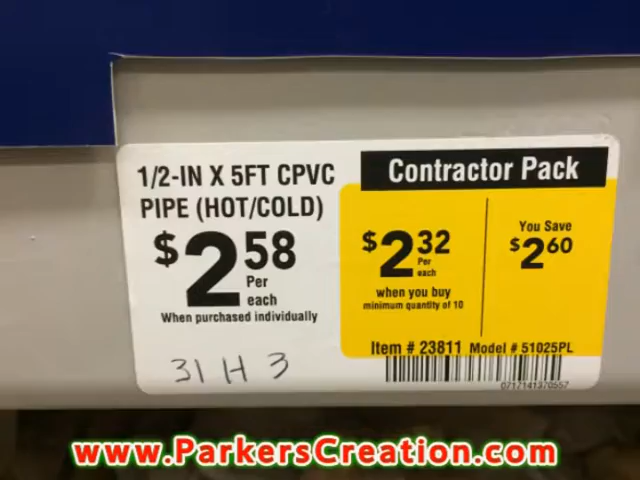 1/2-IN X 5FT CPVC
PIPE (HOT/COLD)
$2 58
Per
each
When purchased individually
31 H 3
Contractor Pack
$2 32
Per
each
when you buy
minimum quantity of 10
You Save
$2 60
Item # 23811 Model # 51025PL
0717141370557
www.ParkersCreation.com